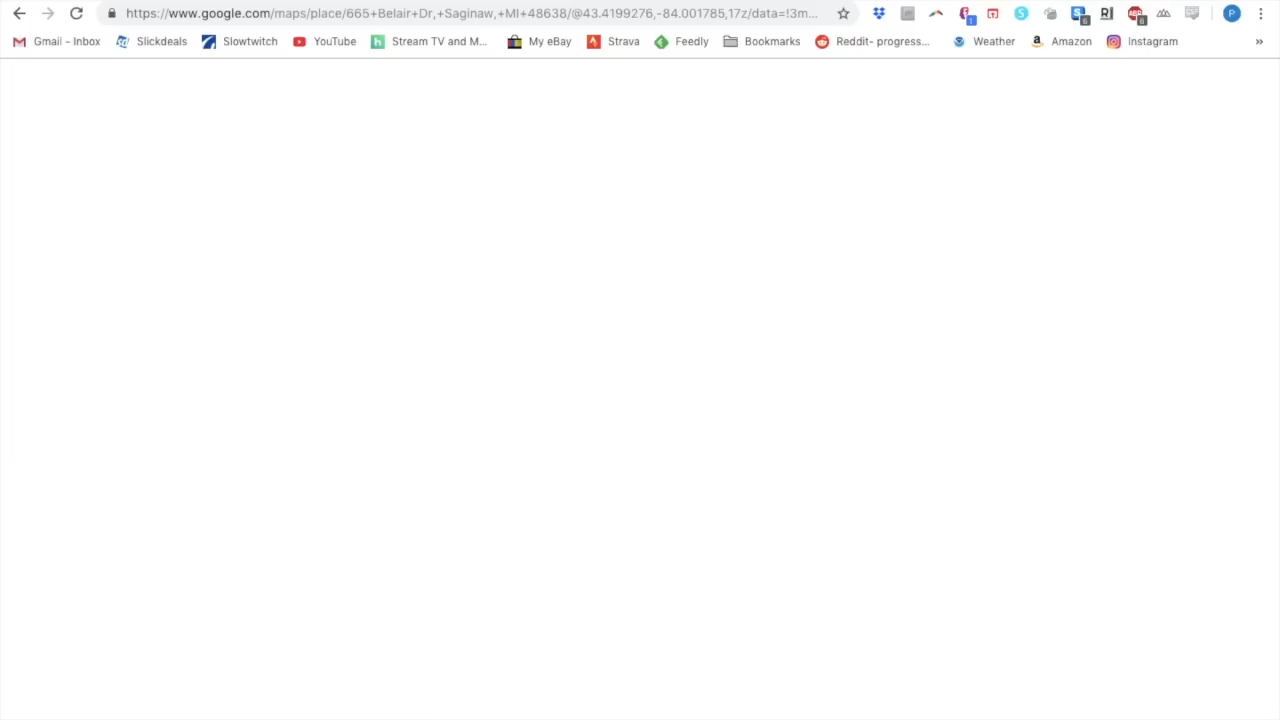 https://www.google.com/maps/place/665+Belair+Dr,+Saginaw,+MI+48638/@43.4199276,-84.001785,17z/data=!3m...
Gmail - Inbox Slickdeals Slowtwitch YouTube Stream TV and M... My eBay Strava Feedly Bookmarks Reddit- progress... Weather Amazon Instagram »